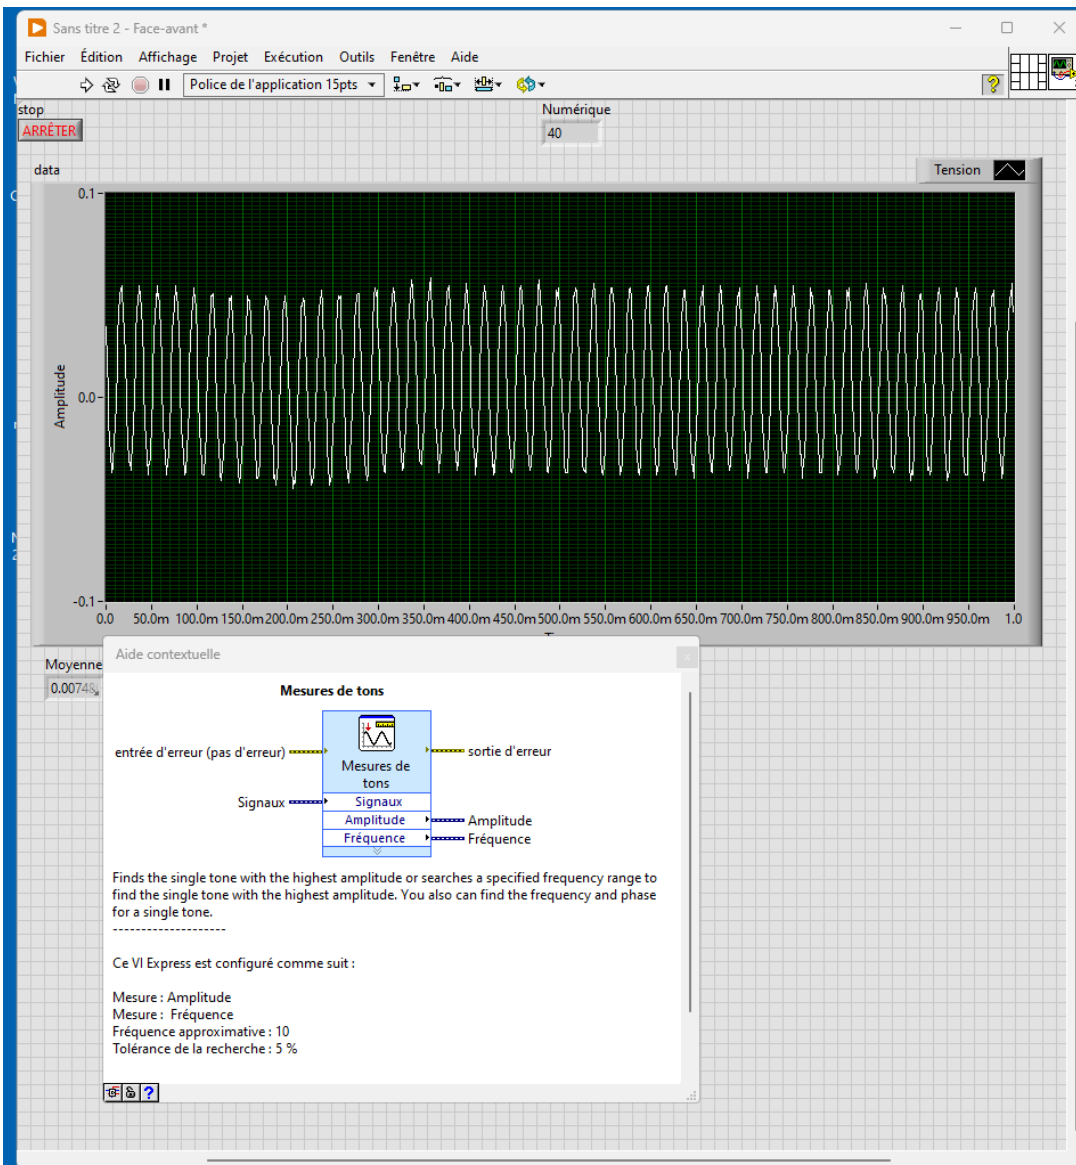 Sans titre 2 - Face-avant *
Fichier Édition Affichage Projet Exécution Outils Fenêtre Aide
Police de l'application 15pts
stop
ARRÊTER
Numérique
40
data
Tension
0.1
Amplitude
0.0
-0.1
0.0 50.0m 100.0m 150.0m 200.0m 250.0m 300.0m 350.0m 400.0m 450.0m 500.0m 550.0m 600.0m 650.0m 700.0m 750.0m 800.0m 850.0m 900.0m 950.0m 1.0
Moyenne
0.00748
Aide contextuelle
Mesures de tons
entrée d'erreur (pas d'erreur)
sortie d'erreur
Mesures de
tons
Signaux
Signaux
Amplitude
Amplitude
Fréquence
Fréquence
Finds the single tone with the highest amplitude or searches a specified frequency range to
find the single tone with the highest amplitude. You also can find the frequency and phase
for a single tone.
--------------------
Ce VI Express est configuré comme suit :
Mesure : Amplitude
Mesure : Fréquence
Fréquence approximative : 10
Tolérance de la recherche : 5 %